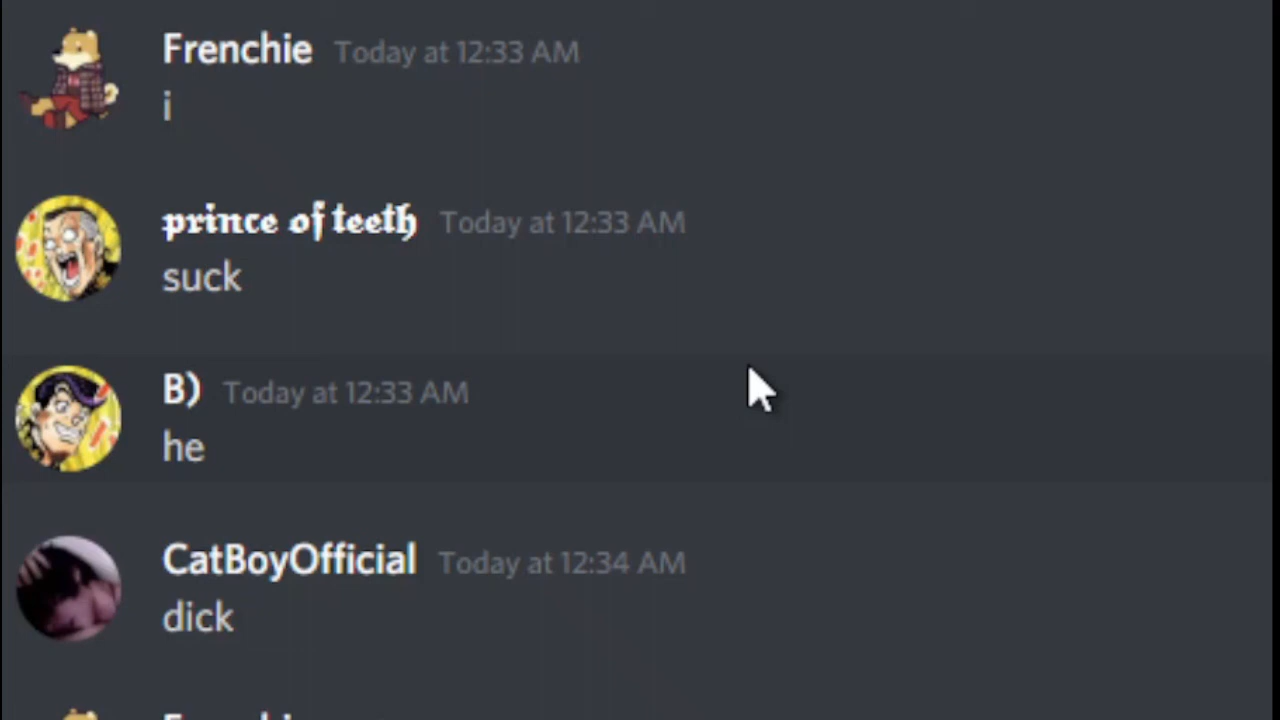 Frenchie Today at 12:33 AM
i
prince of teeth Today at 12:33 AM
suck
B) Today at 12:33 AM
he
CatBoyOfficial Today at 12:34 AM
dick